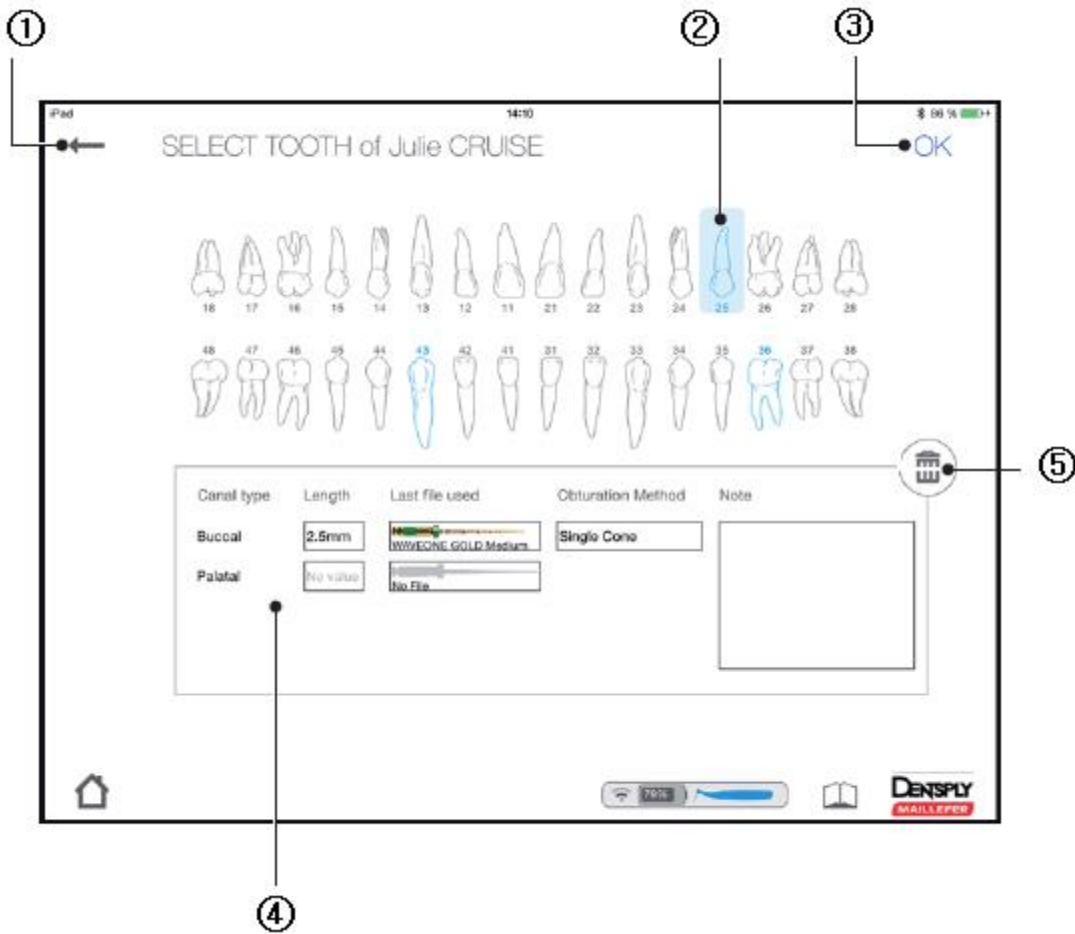 ① ② ③
iPad 14:10 96 %
SELECT TOOTH of Julie CRUISE OK
18 17 16 15 14 13 12 11 21 22 23 24 25 26 27 28
48 47 46 45 44 43 42 41 31 32 33 34 35 36 37 38
⑤
Canal type Length Last file used Obturation Method Note
Buccal 2.5mm WAVEONE GOLD Medium Single Cone
Palatal No value No File
79% DENTSPLY
MAILLEFER
④